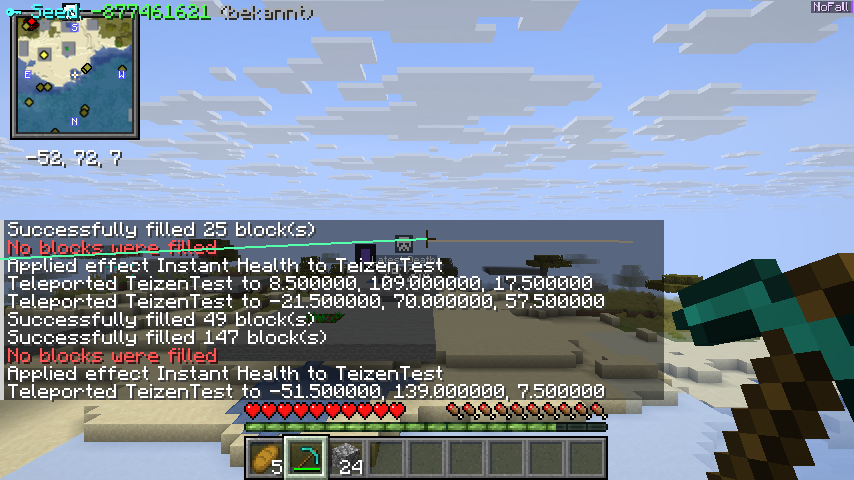 Seed: -877461621 (bekannt)
NoFall
S
E
W
N
-52, 72, 7
Successfully filled 25 block(s)
No blocks were filled
Applied effect Instant Health to TeizenTest
Teleported TeizenTest to 8.500000, 109.000000, 17.500000
Teleported TeizenTest to -21.500000, 70.000000, 57.500000
Successfully filled 49 block(s)
Successfully filled 147 block(s)
No blocks were filled
Applied effect Instant Health to TeizenTest
Teleported TeizenTest to -51.500000, 139.000000, 7.500000
5
24